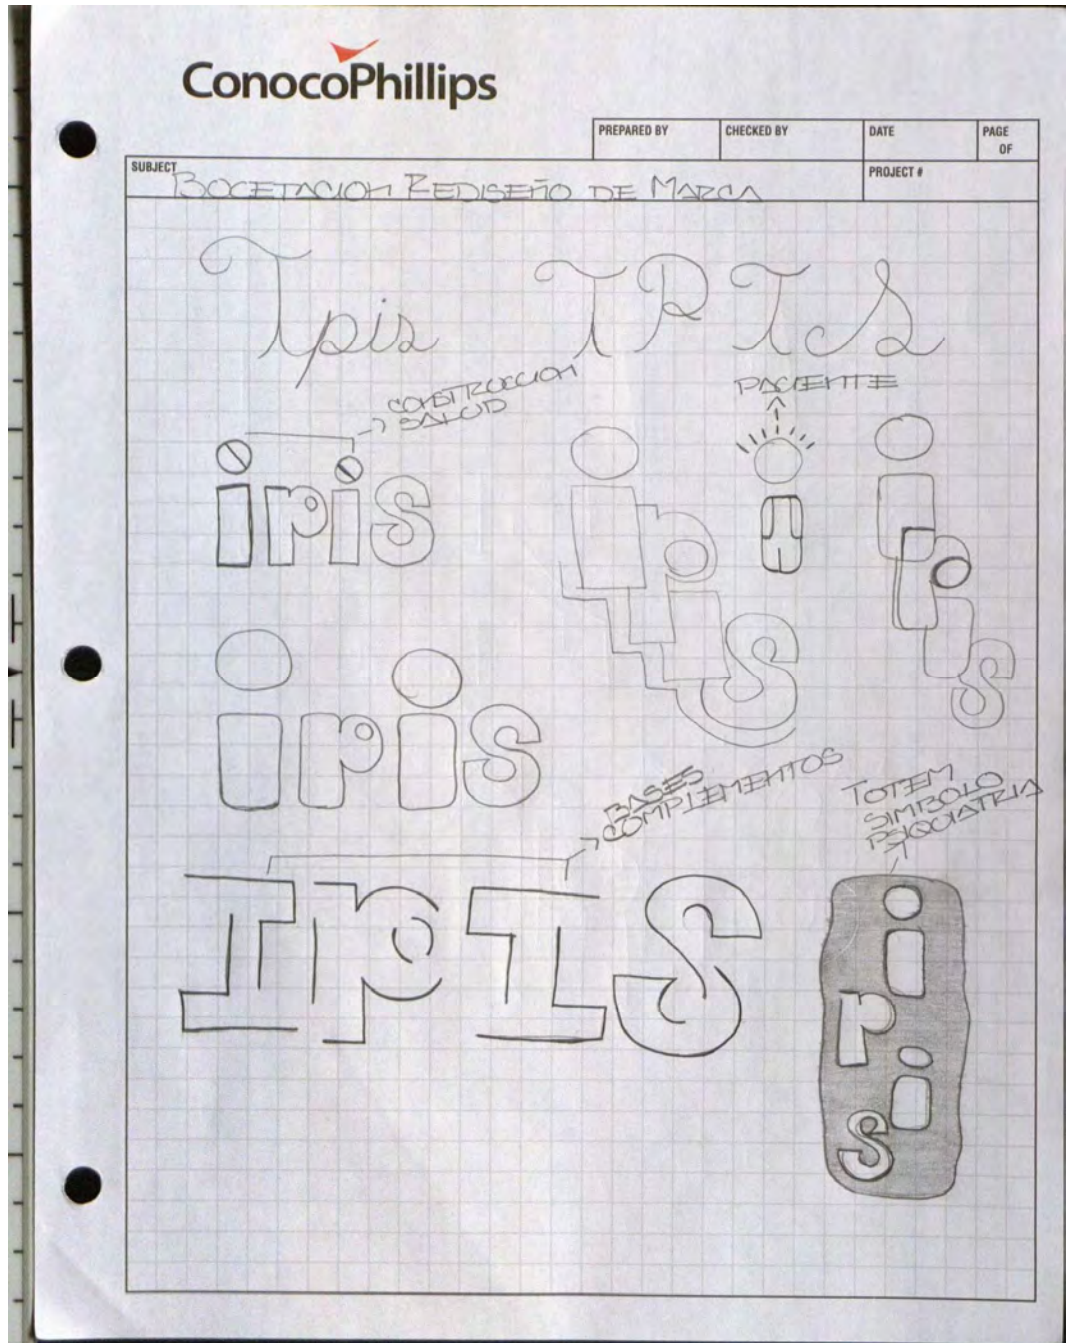 ConocoPhillips
PREPARED BY
CHECKED BY
DATE
PAGE
OF
SUBJECT
BOCETACION REDISEÑO DE MARCA
PROJECT #
Ipis
IPIS
CONSTRUCCION
SALUD
PACIENTE
ipis
ipis
ipis
ipis
BASES
COMPLEMENTOS
TOTEM
SIMBOLO
PSIQUIATRIA
IPIS
ipis